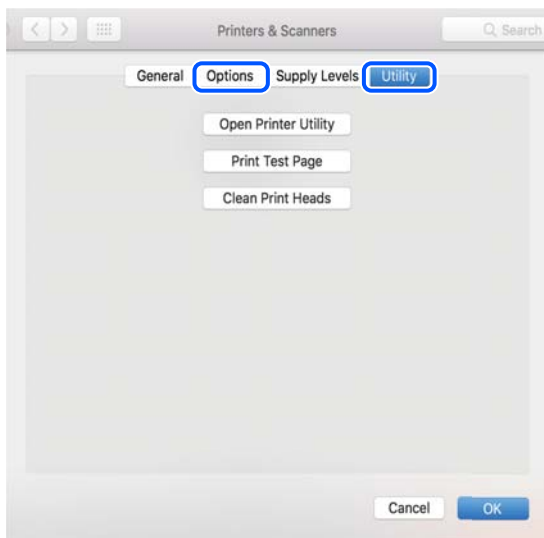 Printers & Scanners
Search
General Options Supply Levels Utility
Open Printer Utility
Print Test Page
Clean Print Heads
Cancel OK